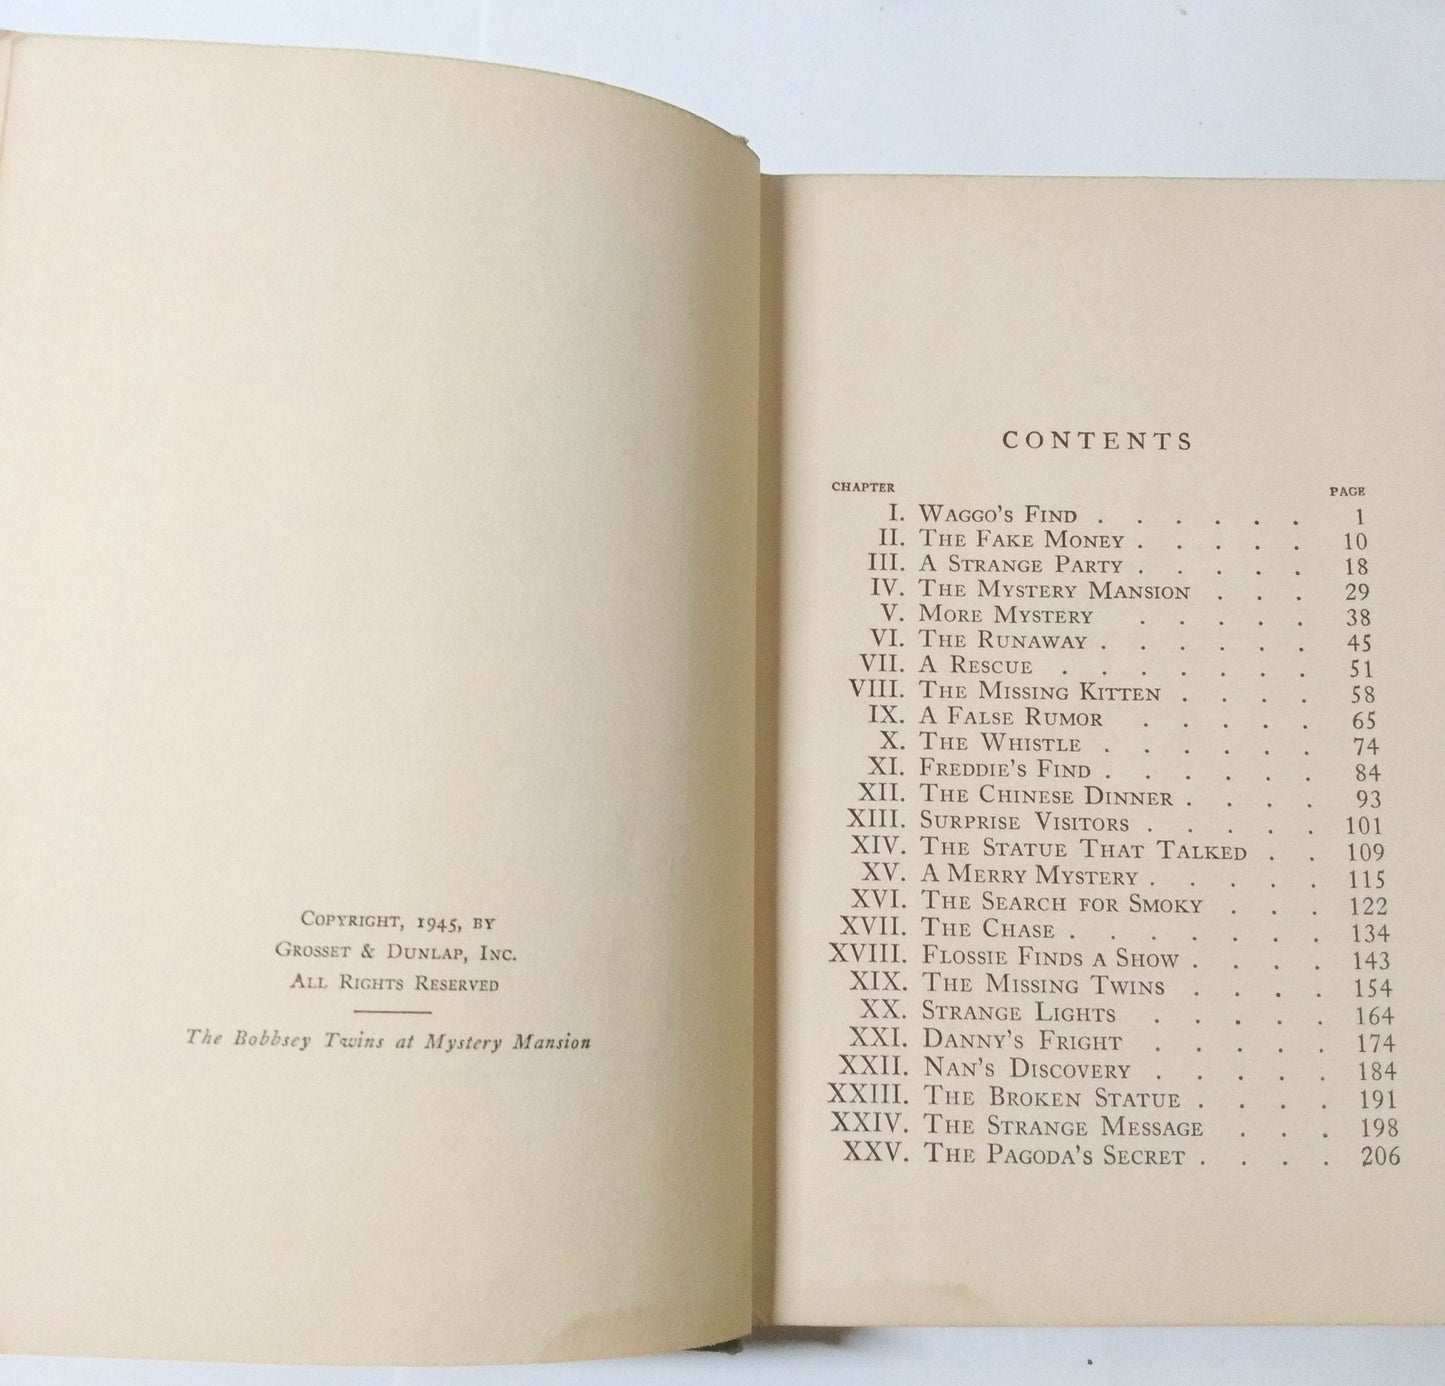 COPYRIGHT, 1945, BY
GROSSET & DUNLAP, INC.
ALL RIGHTS RESERVED
The Bobbsey Twins at Mystery Mansion
CONTENTS
CHAPTER PAGE
I. WAGGO'S FIND . . . . . . 1
II. THE FAKE MONEY . . . . . 10
III. A STRANGE PARTY . . . . . 18
IV. THE MYSTERY MANSION . . . 29
V. MORE MYSTERY . . . . . 38
VI. THE RUNAWAY . . . . . . 45
VII. A RESCUE . . . . . . . 51
VIII. THE MISSING KITTEN . . . . 58
IX. A FALSE RUMOR . . . . . 65
X. THE WHISTLE . . . . . . 74
XI. FREDDIE'S FIND . . . . . . 84
XII. THE CHINESE DINNER . . . . 93
XIII. SURPRISE VISITORS . . . . . 101
XIV. THE STATUE THAT TALKED . . 109
XV. A MERRY MYSTERY . . . . . 115
XVI. THE SEARCH FOR SMOKY . . . 122
XVII. THE CHASE . . . . . . . 134
XVIII. FLOSSIE FINDS A SHOW . . . . 143
XIX. THE MISSING TWINS . . . . 154
XX. STRANGE LIGHTS . . . . . 164
XXI. DANNY'S FRIGHT . . . . . 174
XXII. NAN'S DISCOVERY . . . . . 184
XXIII. THE BROKEN STATUE . . . . 191
XXIV. THE STRANGE MESSAGE . . . 198
XXV. THE PAGODA'S SECRET . . . . 206